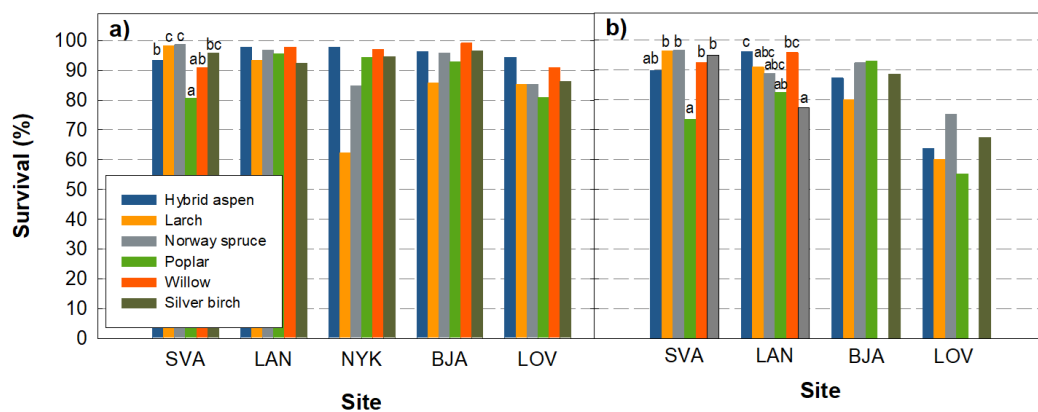 a)
b)
Survival (%)
100
90
80
70
60
50
40
30
20
10
0
b c c a ab bc
ab b b a b b
c abc abc ab bc a
Hybrid aspen
Larch
Norway spruce
Poplar
Willow
Silver birch
SVA LAN NYK BJA LOV
SVA LAN BJA LOV
Site
Site